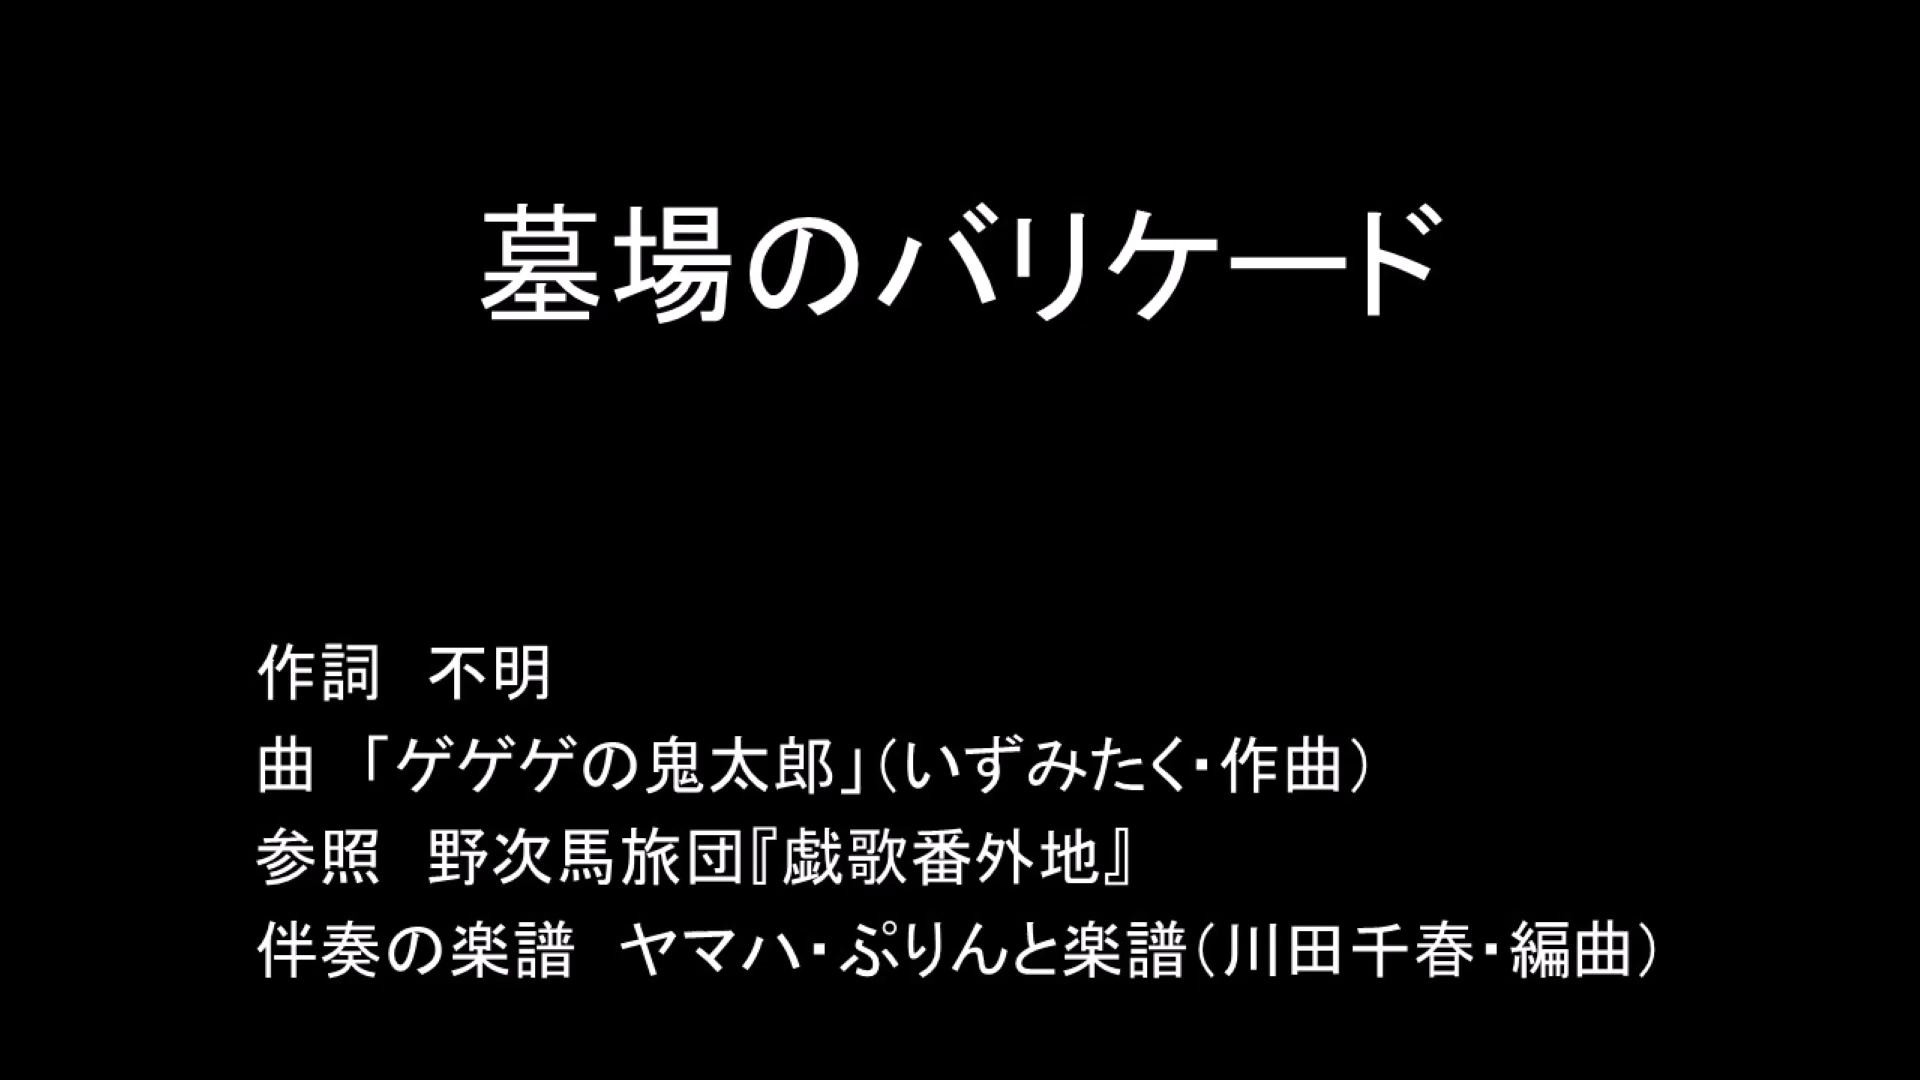 墓場のバリケード
作詞　不明
曲　「ゲゲゲの鬼太郎」（いずみたく・作曲）
参照　野次馬旅団『戯歌番外地』
伴奏の楽譜　ヤマハ・ぷりんと楽譜（川田千春・編曲）